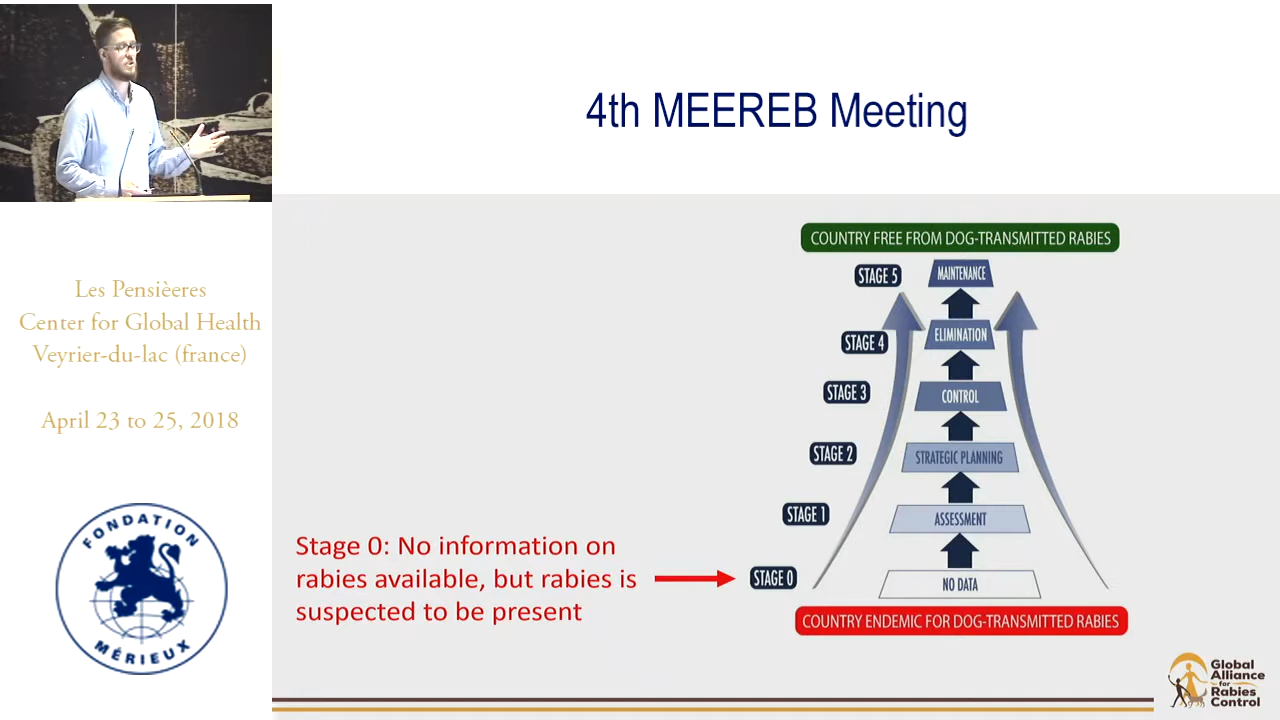 4th MEEREB Meeting
Les Pensièeres
Center for Global Health
Veyrier-du-lac (france)
April 23 to 25, 2018
FONDATION
MÉRIEUX
COUNTRY FREE FROM DOG-TRANSMITTED RABIES
STAGE 5
MAINTENANCE
STAGE 4
ELIMINATION
STAGE 3
CONTROL
STAGE 2
STRATEGIC PLANNING
STAGE 1
ASSESSMENT
Stage 0: No information on
rabies available, but rabies is
suspected to be present
STAGE 0
NO DATA
COUNTRY ENDEMIC FOR DOG-TRANSMITTED RABIES
Global
Alliance
for
Rabies
Control